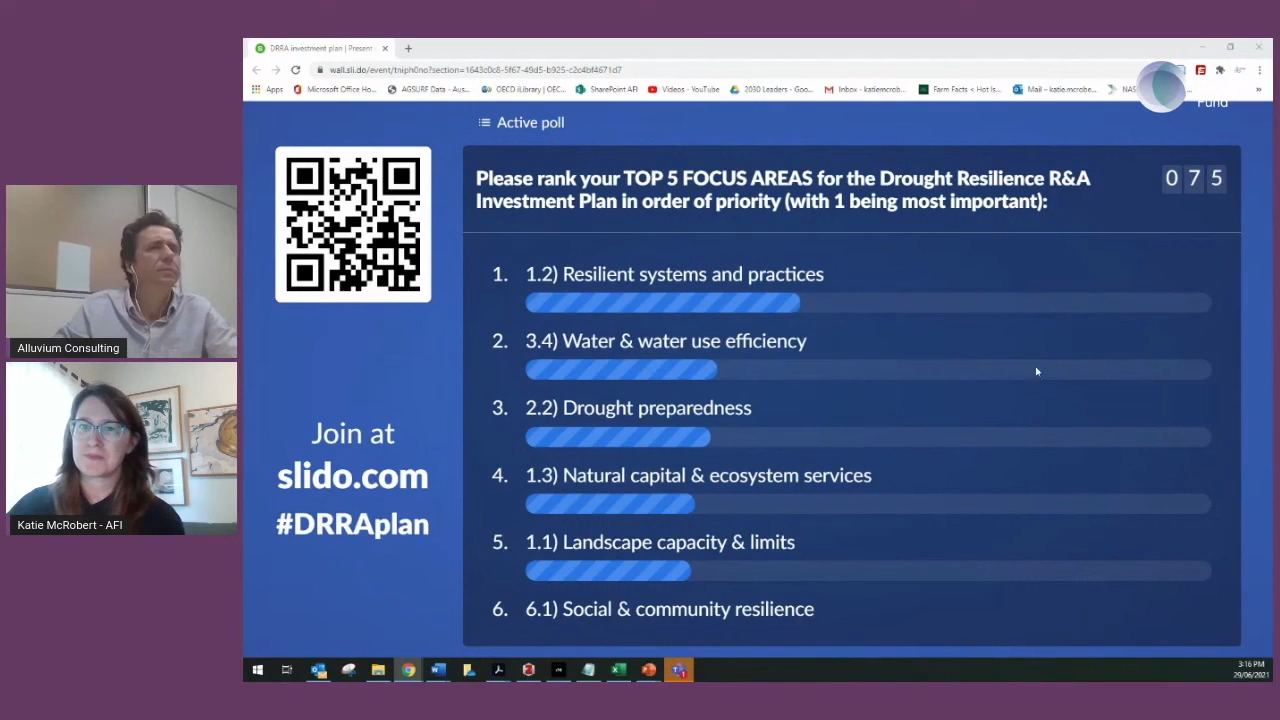 DRRA investment plan | Present
wall.sli.do/event/tniph0no?section=1643c0c8-5f67-49d5-b925-c2c4bf4671d7
Apps
Microsoft Office Ho...
AGSURF Data - Aus...
OECD iLibrary | OEC...
SharePoint AFI
Videos - YouTube
2030 Leaders - Goo...
Inbox - katiemcrob...
Farm Facts < Hot Is...
Mail – katie.mcrobe...
Fund
Active poll
Please rank your TOP 5 FOCUS AREAS for the Drought Resilience R&A
Investment Plan in order of priority (with 1 being most important):
0 7 5
1. 1.2) Resilient systems and practices
2. 3.4) Water & water use efficiency
3. 2.2) Drought preparedness
4. 1.3) Natural capital & ecosystem services
5. 1.1) Landscape capacity & limits
6. 6.1) Social & community resilience
Join at
slido.com
#DRRAplan
Alluvium Consulting
Katie McRobert - AFI
3:16 PM
29/06/2021